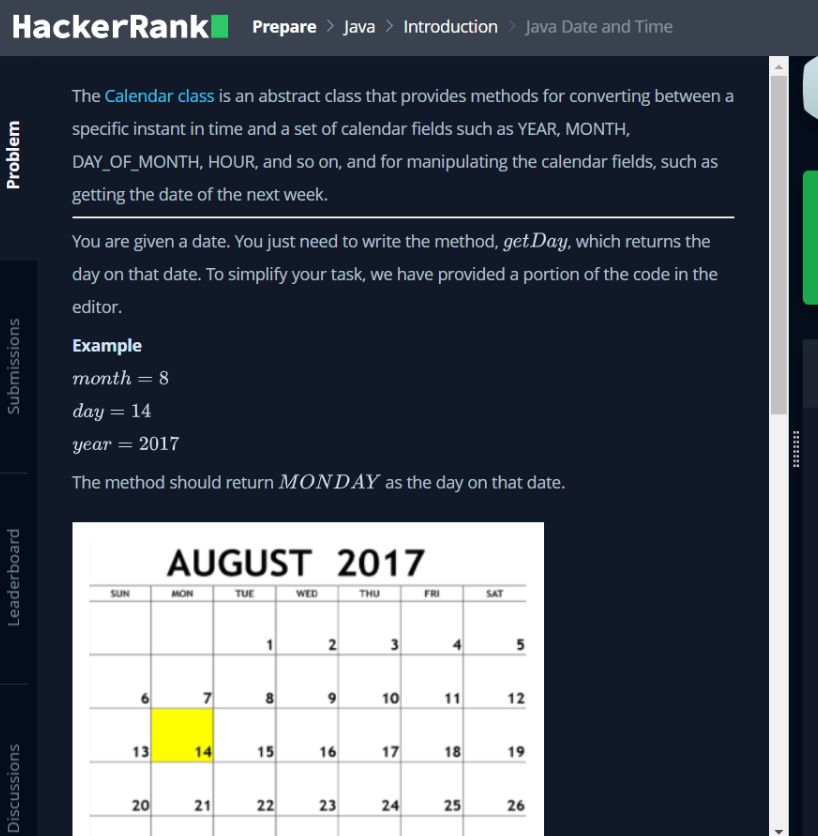 HackerRank
Prepare > Java > Introduction > Java Date and Time
Problem
Submissions
Leaderboard
Discussions
The Calendar class is an abstract class that provides methods for converting between a
specific instant in time and a set of calendar fields such as YEAR, MONTH,
DAY_OF_MONTH, HOUR, and so on, and for manipulating the calendar fields, such as
getting the date of the next week.
You are given a date. You just need to write the method, getDay, which returns the
day on that date. To simplify your task, we have provided a portion of the code in the
editor.
Example
month = 8
day = 14
year = 2017
The method should return MONDAY as the day on that date.
AUGUST 2017
SUN MON TUE WED THU FRI SAT
1 2 3 4 5
6 7 8 9 10 11 12
13 14 15 16 17 18 19
20 21 22 23 24 25 26